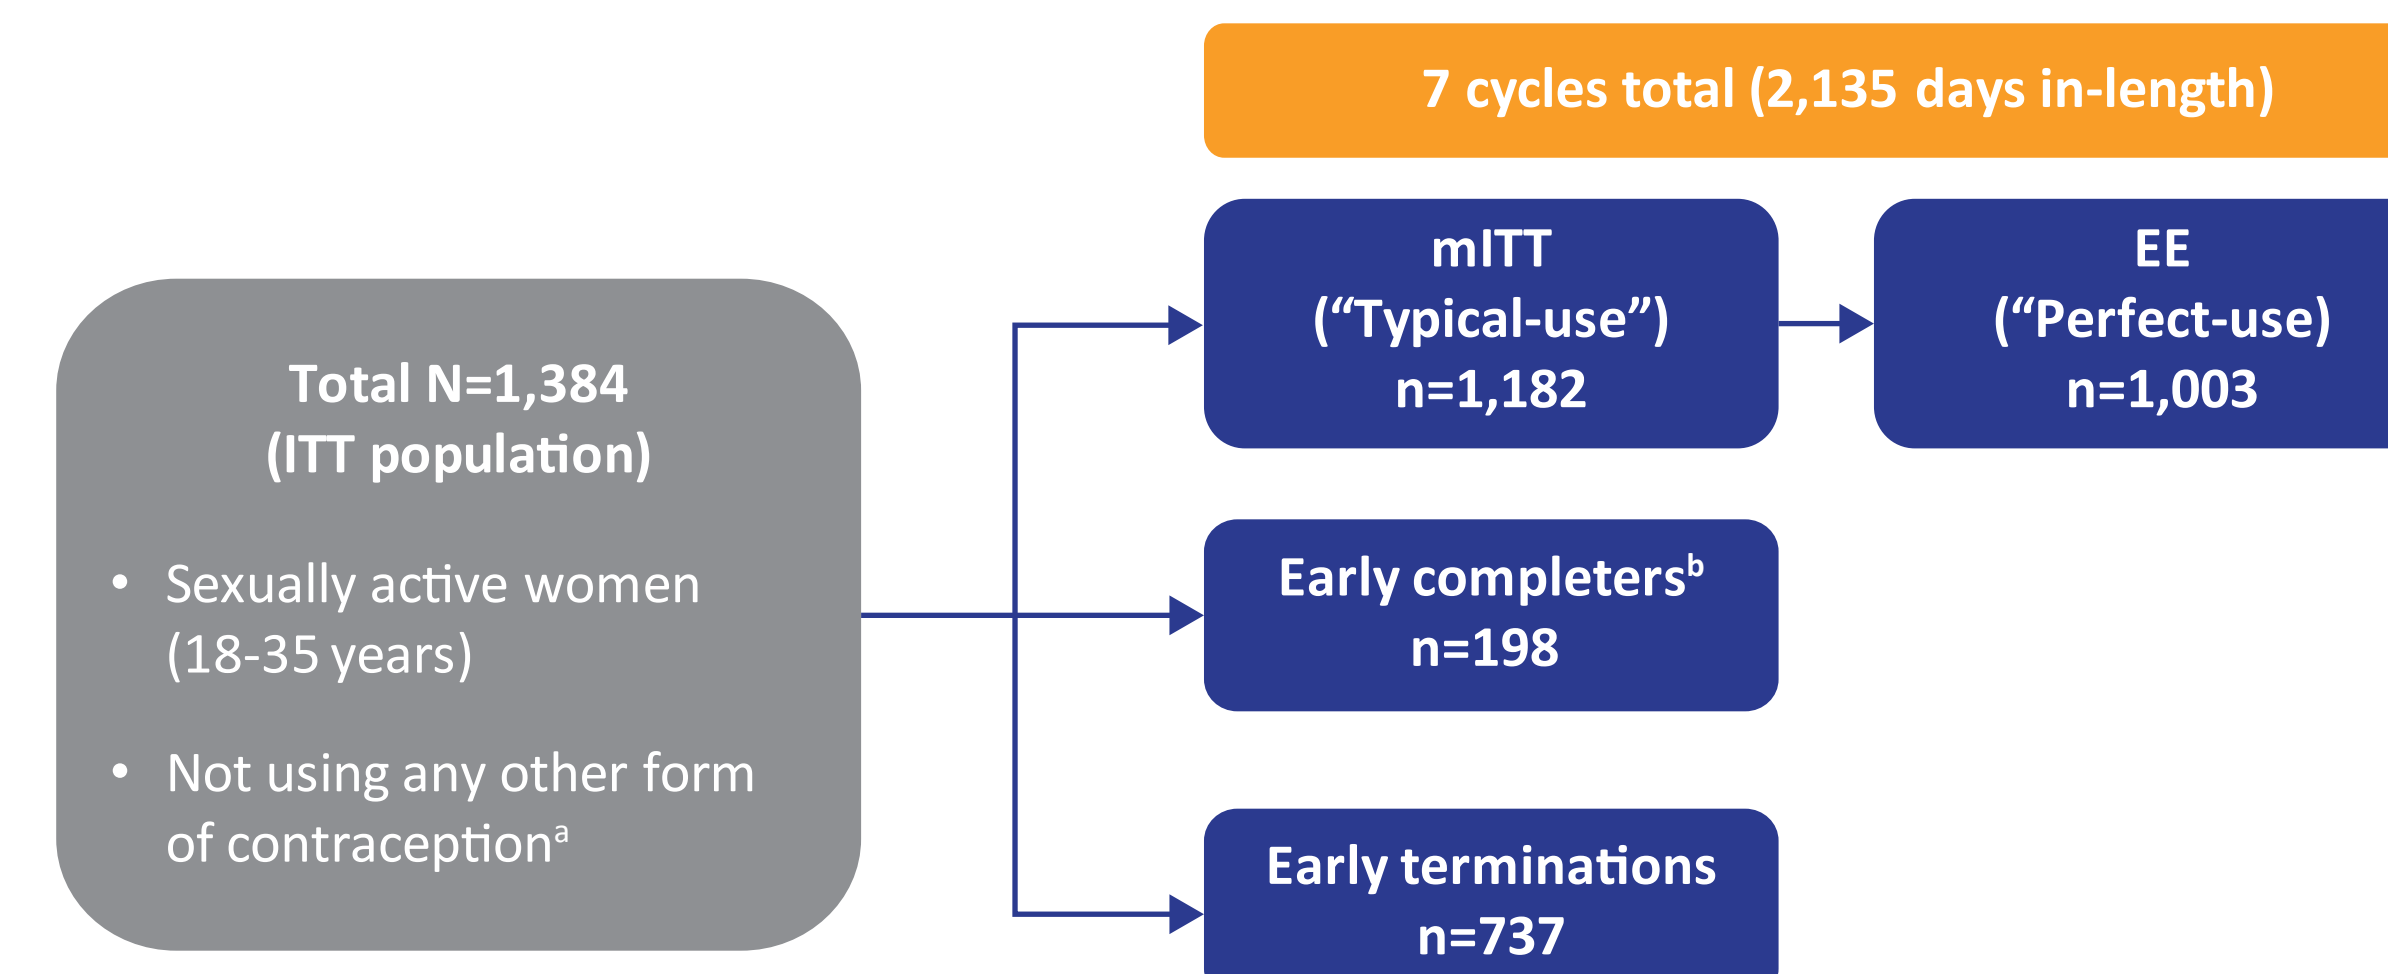 7 cycles total (2,135 days in-length)
Total N=1,384
(ITT population)
• Sexually active women
(18-35 years)
• Not using any other form
of contraceptionᵃ
mITT
(“Typical-use”)
n=1,182
EE
(“Perfect-use)
n=1,003
Early completersᵇ
n=198
Early terminations
n=737